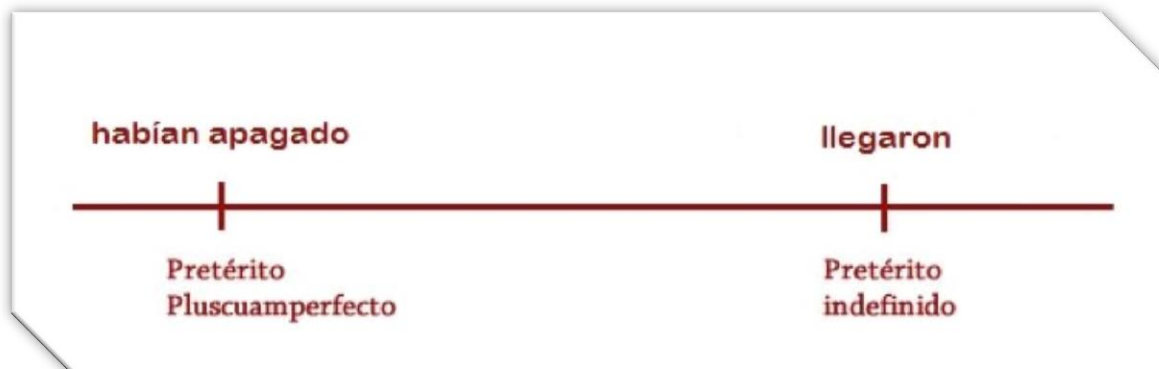 habían apagado
llegaron
Pretérito
Pluscuamperfecto
Pretérito
indefinido